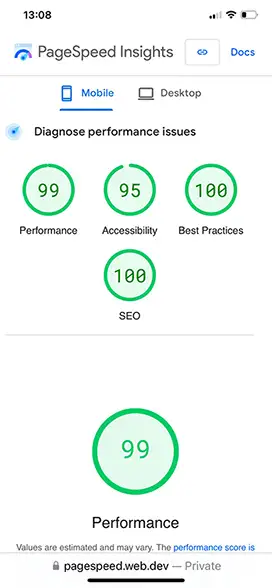 13:08
PageSpeed Insights
Docs
Mobile
Desktop
Diagnose performance issues
99
95
100
Performance
Accessibility
Best Practices
100
SEO
99
Performance
Values are estimated and may vary. The performance score is
pagespeed.web.dev — Private